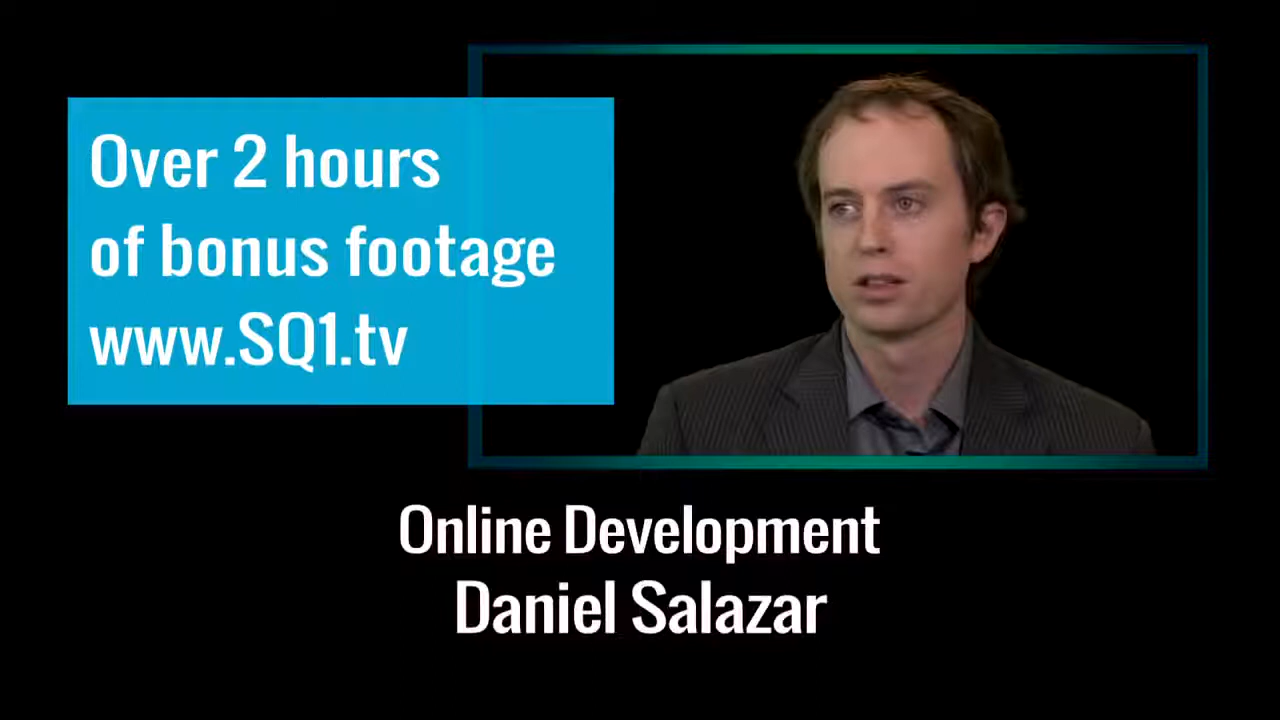 Over 2 hours
of bonus footage
www.SQ1.tv
Online Development
Daniel Salazar